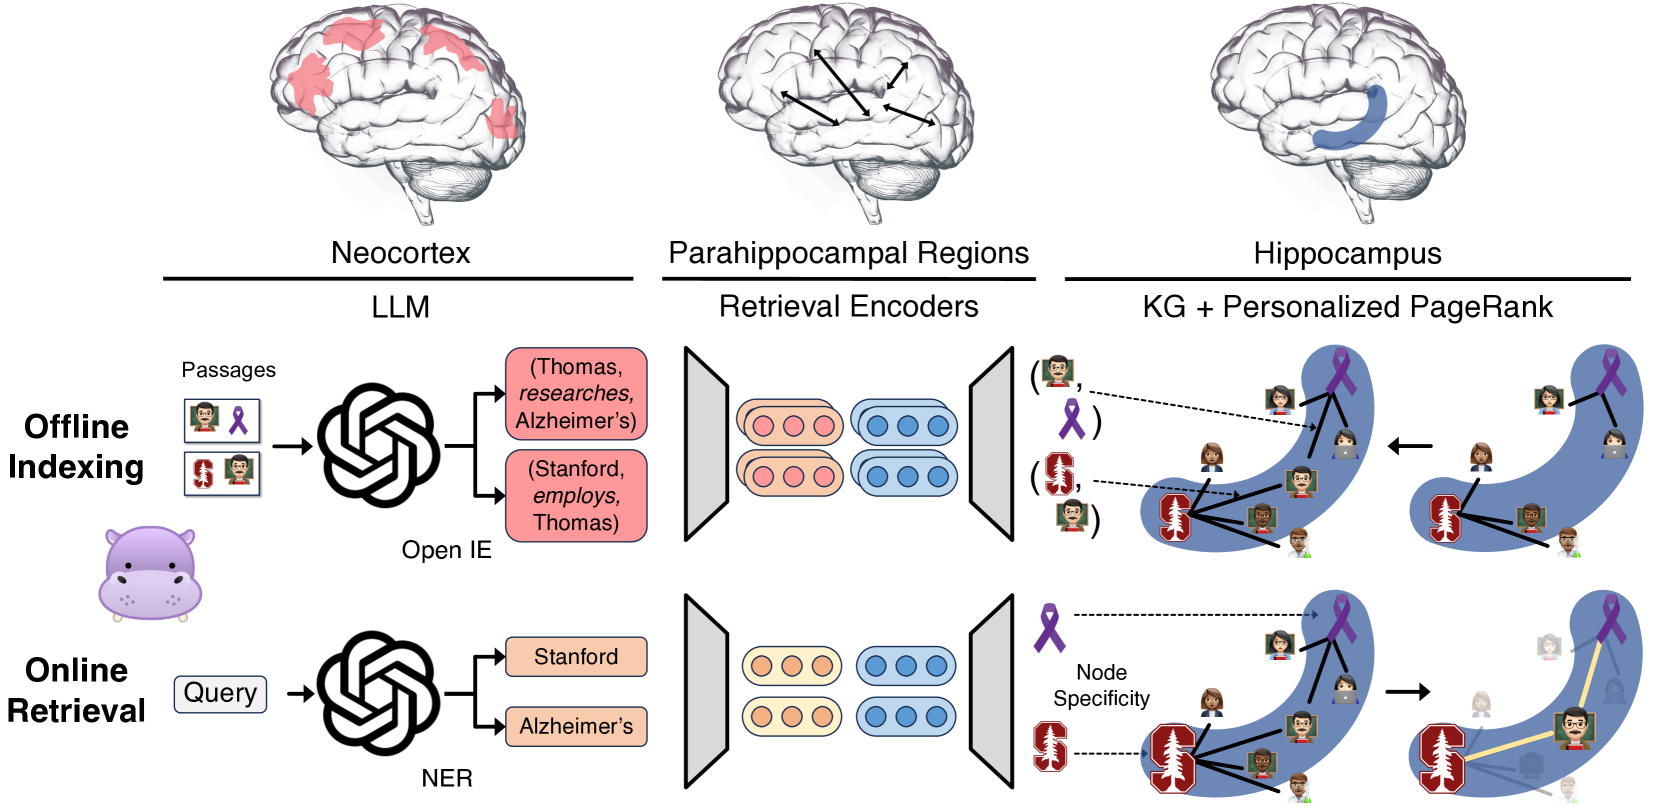 Neocortex
Parahippocampal Regions
Hippocampus
LLM
Retrieval Encoders
KG + Personalized PageRank
Offline
Indexing
Passages
(Thomas,
researches,
Alzheimer's)
(Stanford,
employs,
Thomas)
Open IE
( ,
)
( ,
)
S
S
Online
Retrieval
Query
Stanford
Alzheimer's
NER
Node
Specificity
S
S
S